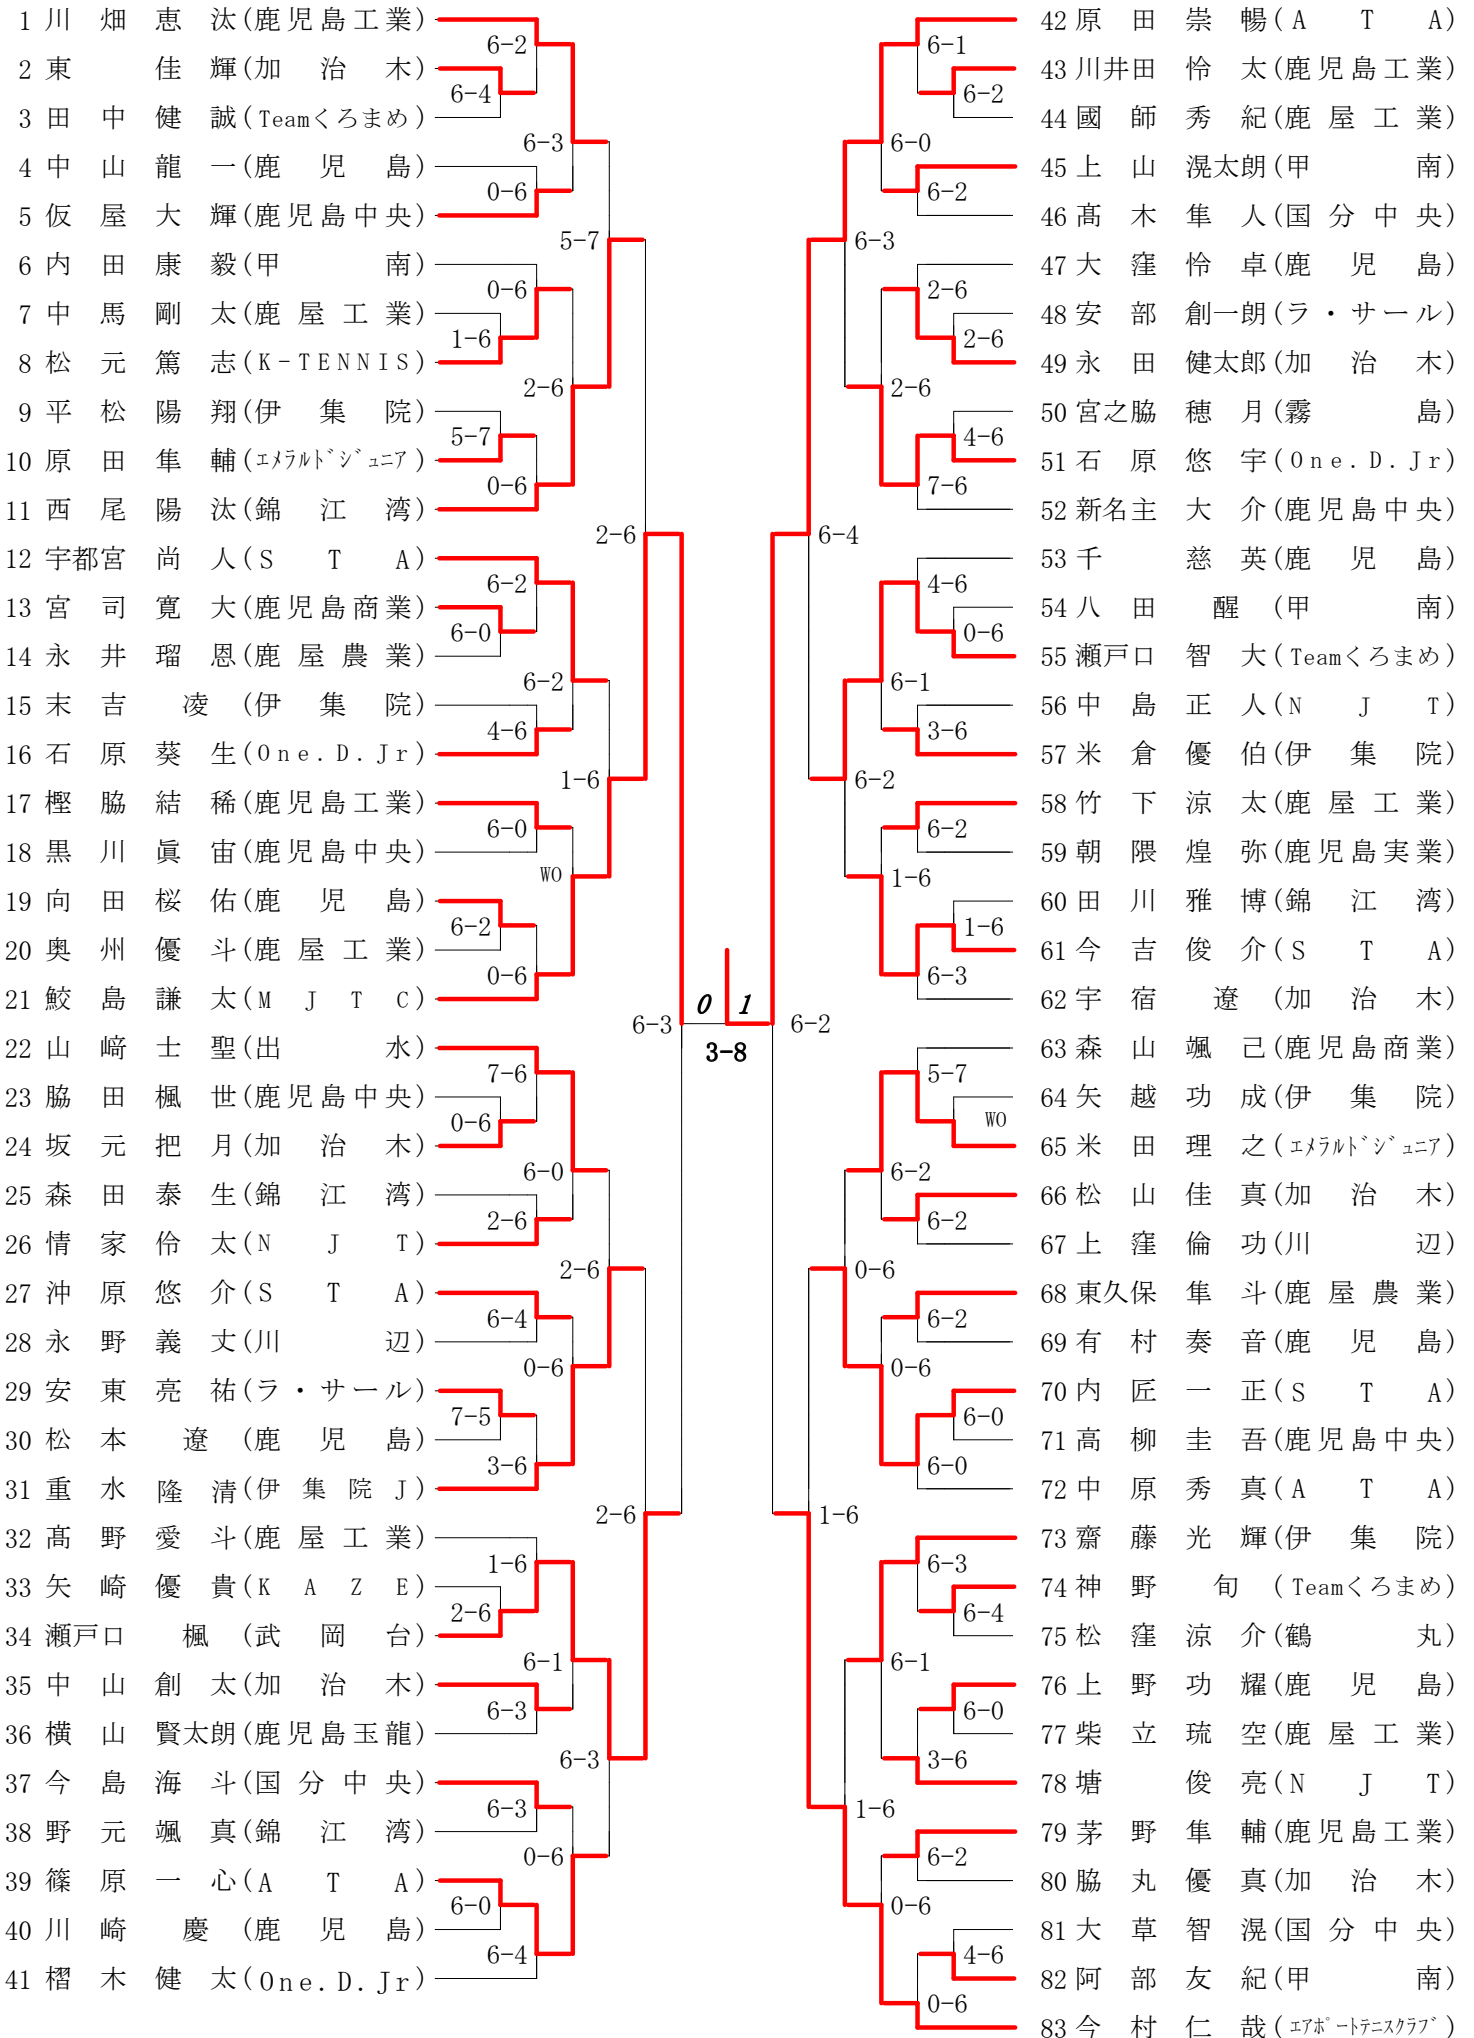 1 川畑恵汰(鹿児島工業)
2 東佳輝(加治木)
3 田中健誠(Teamくろまめ)
4 中山龍一(鹿児島)
5 仮屋大輝(鹿児島中央)
6 内田康毅(甲南)
7 中馬剛太(鹿屋工業)
8 松元篤志(K-TENNIS)
9 平松陽翔(伊集院)
10 原田隼輔(エメラルドジュニア)
11 西尾陽汰(錦江湾)
12 宇都宮尚人(STA)
13 宮司寛大(鹿児島商業)
14 永井瑠恩(鹿屋農業)
15 末吉凌(伊集院)
16 石原葵生(One.D.Jr)
17 樫脇結稀(鹿児島工業)
18 黒川眞宙(鹿児島中央)
19 向田桜佑(鹿児島)
20 奥州優斗(鹿屋工業)
21 鮫島謙太(MJTC)
22 山﨑士聖(出水)
23 脇田楓世(鹿児島中央)
24 坂元把月(加治木)
25 森田泰生(錦江湾)
26 情家伶太(NJT)
27 沖原悠介(STA)
28 永野義丈(川辺)
29 安東亮祐(ラ・サール)
30 松本遼(鹿児島)
31 重水隆清(伊集院J)
32 髙野愛斗(鹿屋工業)
33 矢崎優貴(KAZE)
34 瀬戸口楓(武岡台)
35 中山創太(加治木)
36 横山賢太朗(鹿児島玉龍)
37 今島海斗(国分中央)
38 野元颯真(錦江湾)
39 篠原一心(ATA)
40 川崎慶(鹿児島)
41 槢木健太(One.D.Jr)
6-2
6-4
6-3
0-6
5-7
0-6
1-6
2-6
5-7
0-6
2-6
6-2
6-0
6-2
4-6
1-6
6-0
WO
6-2
0-6
6-3
7-6
0-6
6-0
2-6
2-6
6-4
0-6
7-5
3-6
2-6
1-6
2-6
6-1
6-3
6-3
6-3
0-6
6-0
6-4
0 1
3-8
42 原田崇暢(ATA)
43 川井田怜太(鹿児島工業)
44 國師秀紀(鹿屋工業)
45 上山滉太朗(甲南)
46 髙木隼人(国分中央)
47 大窪怜卓(鹿児島)
48 安部創一朗(ラ・サール)
49 永田健太郎(加治木)
50 宮之脇穂月(霧島)
51 石原悠宇(One.D.Jr)
52 新名主大介(鹿児島中央)
53 千慈英(鹿児島)
54 八田醒(甲南)
55 瀬戸口智大(Teamくろまめ)
56 中島正人(NJT)
57 米倉優伯(伊集院)
58 竹下涼太(鹿屋工業)
59 朝隈煌弥(鹿児島実業)
60 田川雅博(錦江湾)
61 今吉俊介(STA)
62 宇宿遼(加治木)
63 森山颯己(鹿児島商業)
64 矢越功成(伊集院)
65 米田理之(エメラルドジュニア)
66 松山佳真(加治木)
67 上窪倫功(川辺)
68 東久保隼斗(鹿屋農業)
69 有村奏音(鹿児島)
70 内匠一正(STA)
71 高柳圭吾(鹿児島中央)
72 中原秀真(ATA)
73 齋藤光輝(伊集院)
74 神野旬(Teamくろまめ)
75 松窪涼介(鶴丸)
76 上野功耀(鹿児島)
77 柴立琉空(鹿屋工業)
78 塘俊亮(NJT)
79 茅野隼輔(鹿児島工業)
80 脇丸優真(加治木)
81 大草智滉(国分中央)
82 阿部友紀(甲南)
83 今村仁哉(エアポートテニスクラブ)
6-1
6-2
6-0
6-2
6-3
2-6
2-6
2-6
4-6
7-6
6-4
4-6
0-6
6-1
3-6
6-2
6-2
1-6
1-6
6-3
6-2
5-7
WO
6-2
6-2
0-6
6-2
0-6
6-0
6-0
1-6
6-3
6-4
6-1
6-0
3-6
1-6
6-2
0-6
4-6
0-6